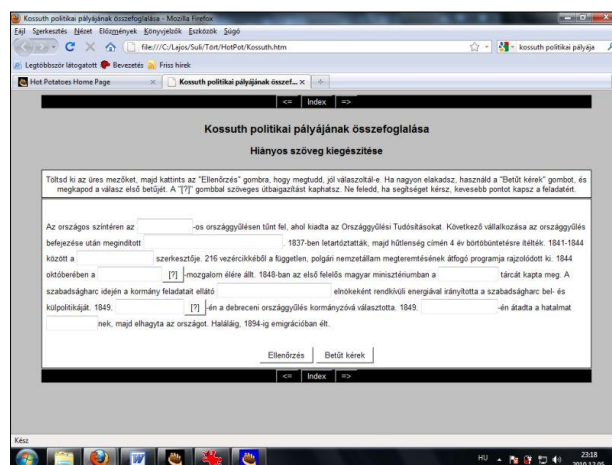 Kossuth politikai pályájának összefoglalása - Mozilla Firefox
Fájl Szerkesztés Nézet Előzmények Könyvjelzők Eszközök Súgó
file:///C:/Lajos/Suli/Tört/HotPot/Kossuth.htm
kossuth politikai pályája
Legtöbbször látogatott Bevezetés Friss hírek
Hot Potatoes Home Page × Kossuth politikai pályájának összef... ×
<= Index =>
Kossuth politikai pályájának összefoglalása
Hiányos szöveg kiegészítése
Töltsd ki az üres mezőket, majd kattints az "Ellenőrzés" gombra, hogy megtudd, jól válaszoltál-e. Ha nagyon elakadsz, használd a "Betűt kérek" gombot, és
megkapod a válasz első betűjét. A "[?]" gombbal szöveges útbaigazítást kaphatsz. Ne feledd, ha segítséget kérsz, kevesebb pontot kapsz a feladatért.
Az országos színtéren az -os országgyűlésen tűnt fel, ahol kiadta az Országgyűlési Tudósításokat. Következő vállalkozása az országgyűlés
befejezése után megindított . 1837-ben letartóztatták, majd hűtlenség címén 4 év börtönbüntetésre ítélték. 1841-1844
között a szerkesztője. 216 vezércikkéből a független, polgári nemzetállam megteremtésének átfogó programja rajzolódott ki. 1844
októberében a [?] -mozgalom élére állt. 1848-ban az első felelős magyar minisztériumban a tárcát kapta meg. A
szabadságharc idején a kormány feladatait ellátó elnökeként rendkívüli energiával irányította a szabadságharc bel- és
külpolitikáját. 1849. [?] -én a debreceni országgyűlés kormányzóvá választotta. 1849. -én átadta a hatalmat
nek, majd elhagyta az országot. Haláláig, 1894-ig emigrációban élt.
Ellenőrzés Betűt kérek
<= Index =>
Kész
HU 23:18
2010.12.05.